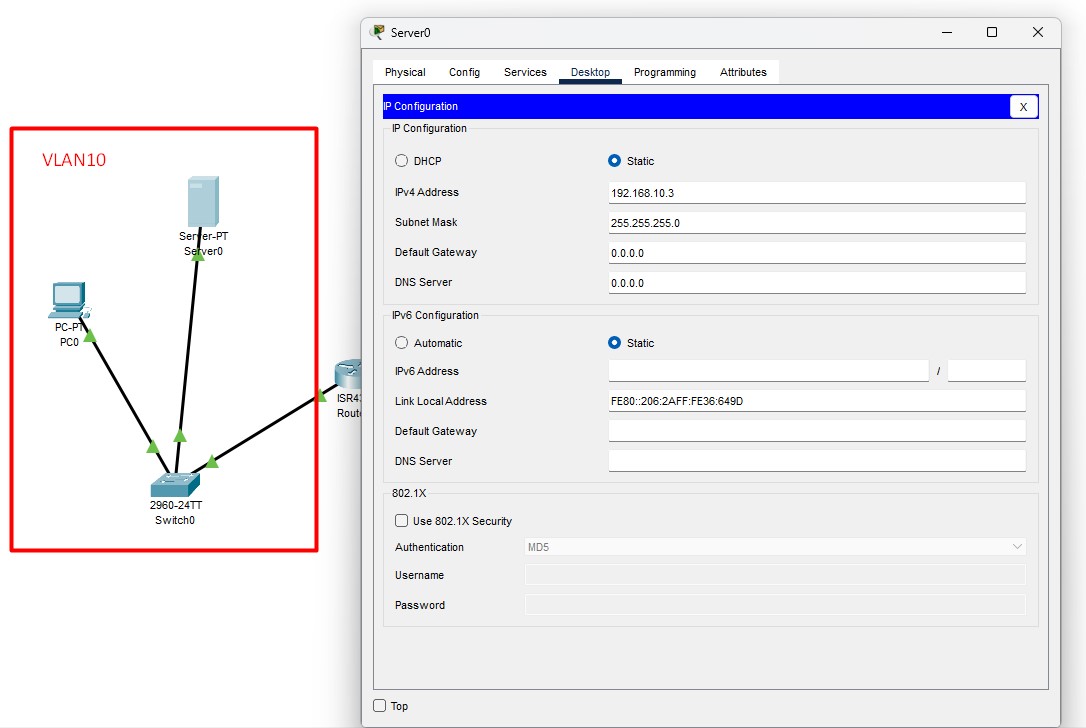 VLAN10
Server-PT
Server0
PC-PT
PC0
2960-24TT
Switch0
Server0
Physical Config Services Desktop Programming Attributes
IP Configuration X
IP Configuration
DHCP Static
IPv4 Address 192.168.10.3
Subnet Mask 255.255.255.0
Default Gateway 0.0.0.0
DNS Server 0.0.0.0
IPv6 Configuration
Automatic Static
IPv6 Address /
Link Local Address FE80::206:2AFF:FE36:649D
Default Gateway
DNS Server
802.1X
Use 802.1X Security
Authentication MD5
Username
Password
Top